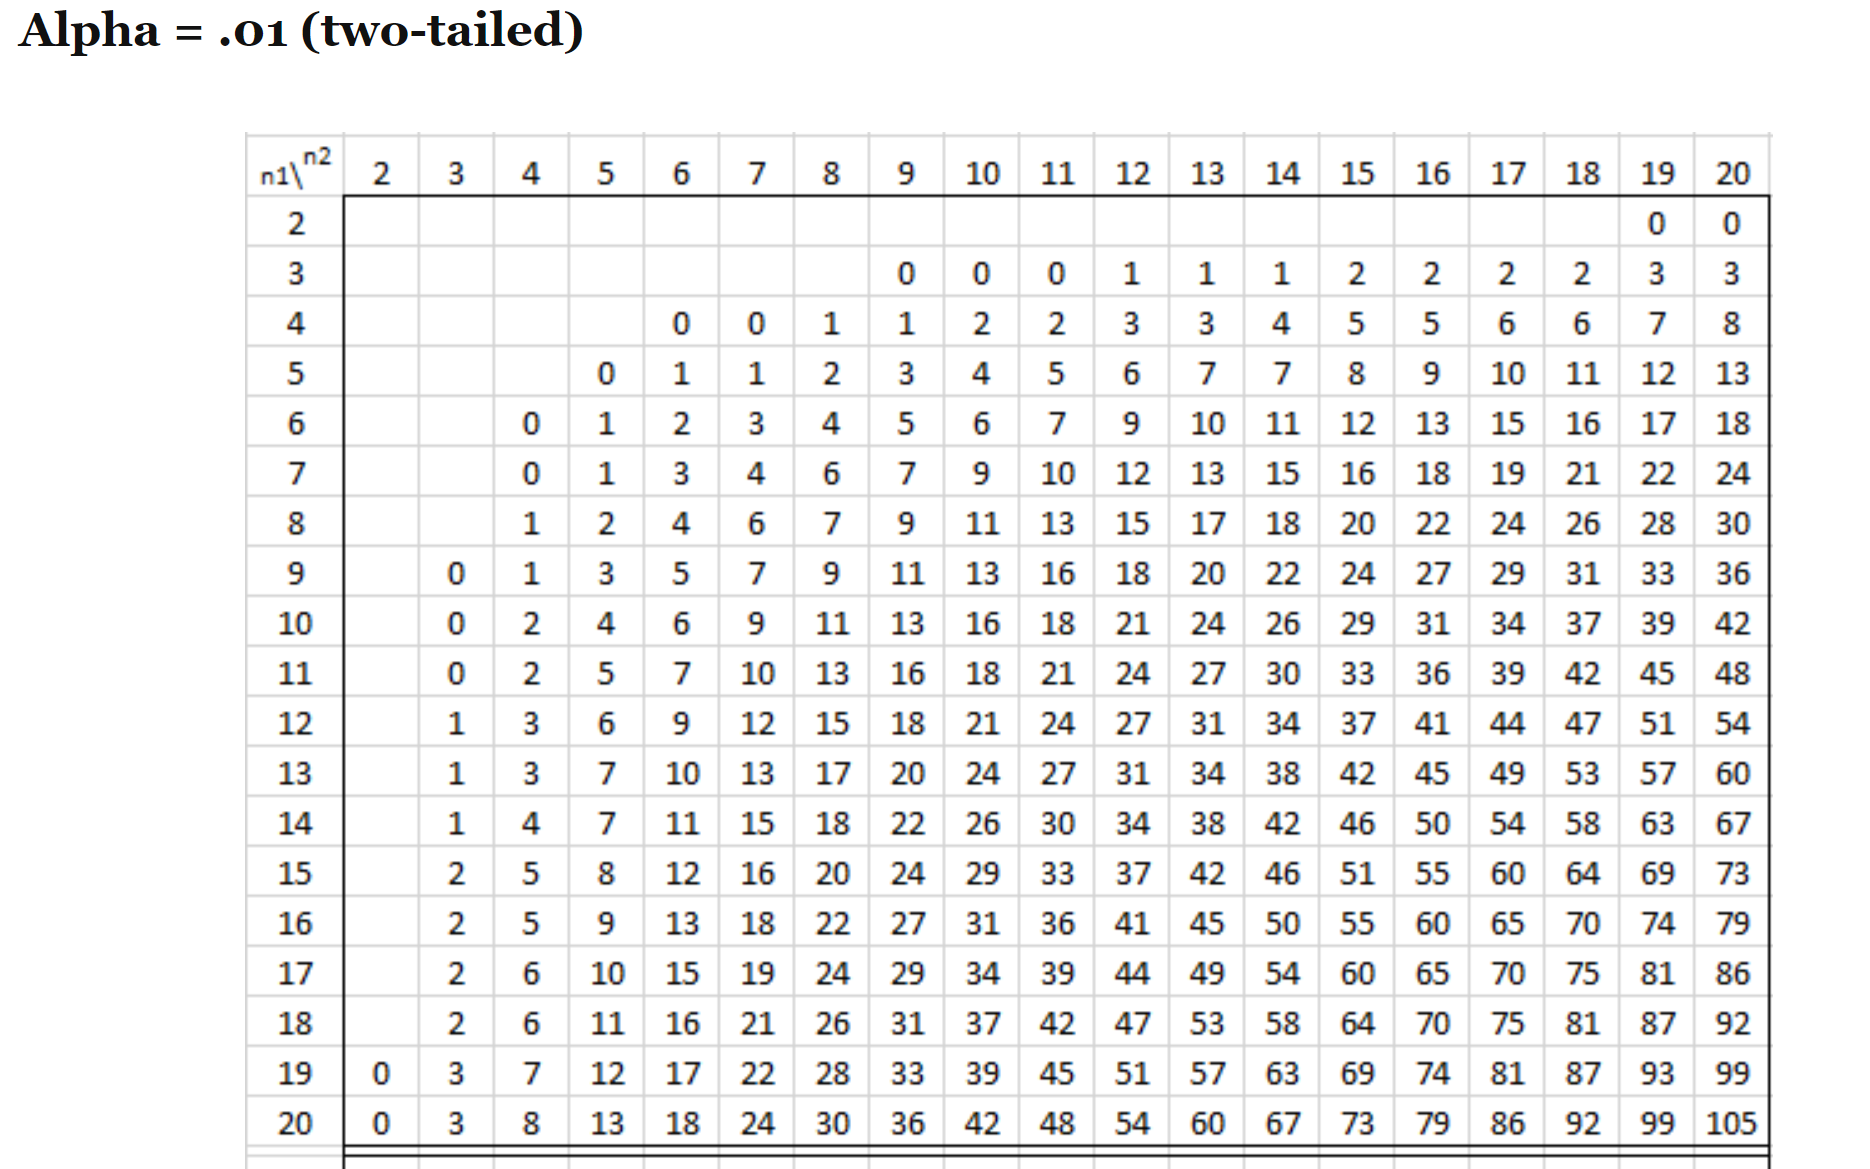 Alpha = .01 (two-tailed)
n1\n2 2 3 4 5 6 7 8 9 10 11 12 13 14 15 16 17 18 19 20
2 0 0
3 0 0 0 1 1 1 2 2 2 2 3 3
4 0 0 1 1 2 2 3 3 4 5 5 6 6 7 8
5 0 1 1 2 3 4 5 6 7 7 8 9 10 11 12 13
6 0 1 2 3 4 5 6 7 9 10 11 12 13 15 16 17 18
7 0 1 3 4 6 7 9 10 12 13 15 16 18 19 21 22 24
8 1 2 4 6 7 9 11 13 15 17 18 20 22 24 26 28 30
9 0 1 3 5 7 9 11 13 16 18 20 22 24 27 29 31 33 36
10 0 2 4 6 9 11 13 16 18 21 24 26 29 31 34 37 39 42
11 0 2 5 7 10 13 16 18 21 24 27 30 33 36 39 42 45 48
12 1 3 6 9 12 15 18 21 24 27 31 34 37 41 44 47 51 54
13 1 3 7 10 13 17 20 24 27 31 34 38 42 45 49 53 57 60
14 1 4 7 11 15 18 22 26 30 34 38 42 46 50 54 58 63 67
15 2 5 8 12 16 20 24 29 33 37 42 46 51 55 60 64 69 73
16 2 5 9 13 18 22 27 31 36 41 45 50 55 60 65 70 74 79
17 2 6 10 15 19 24 29 34 39 44 49 54 60 65 70 75 81 86
18 2 6 11 16 21 26 31 37 42 47 53 58 64 70 75 81 87 92
19 0 3 7 12 17 22 28 33 39 45 51 57 63 69 74 81 87 93 99
20 0 3 8 13 18 24 30 36 42 48 54 60 67 73 79 86 92 99 105